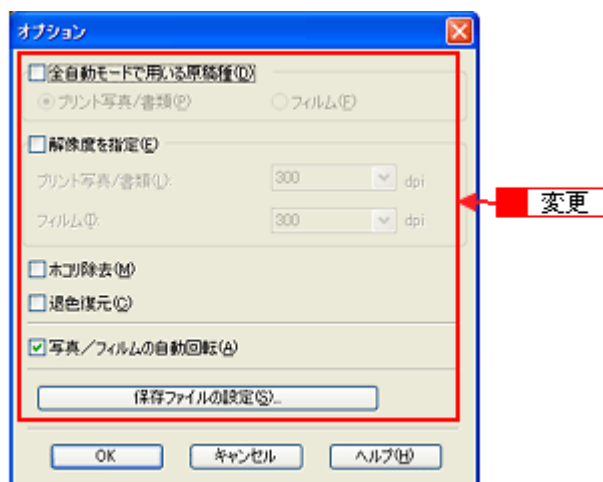 オプション
全自動モードで用いる原稿種(D)
プリント写真/書類(P)
フィルム(F)
解像度を指定(E)
プリント写真/書類(L):
300
dpi
フィルム(I):
300
dpi
変更
ホコリ除去(M)
退色復元(C)
写真／フィルムの自動回転(A)
保存ファイルの設定(S)...
OK
キャンセル
ヘルプ(H)